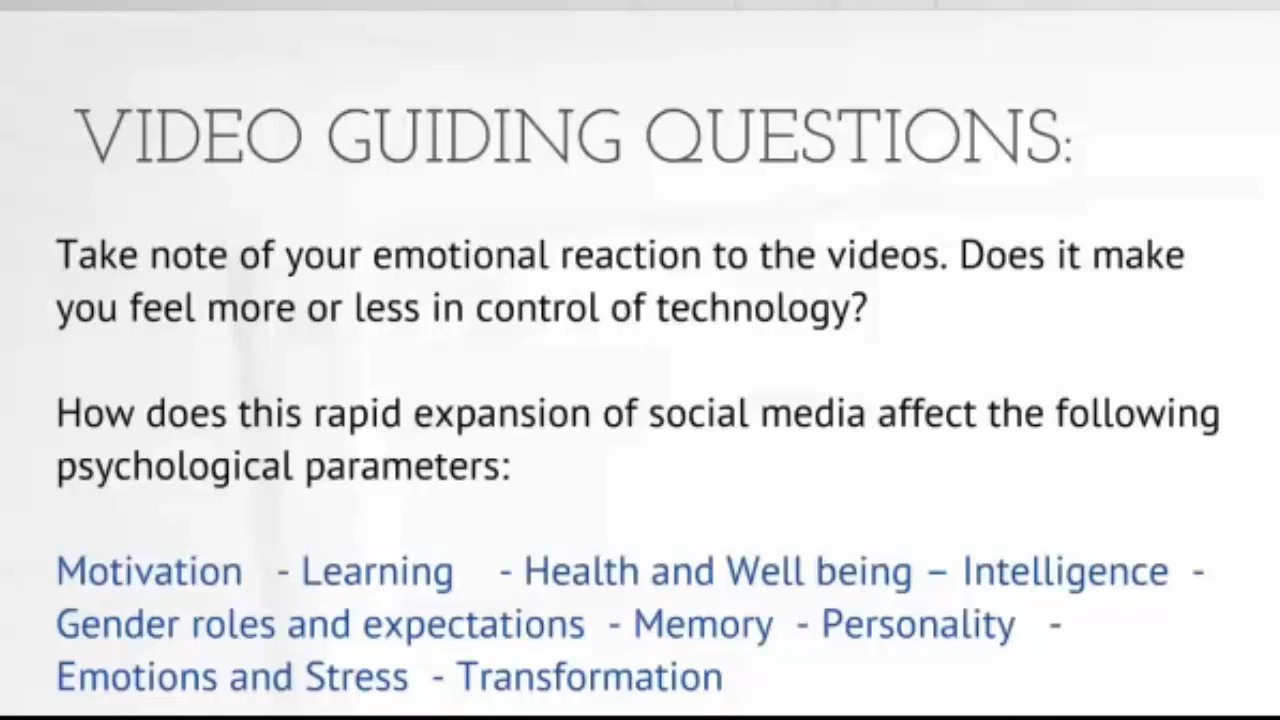 VIDEO GUIDING QUESTIONS:
Take note of your emotional reaction to the videos. Does it make
you feel more or less in control of technology?
How does this rapid expansion of social media affect the following
psychological parameters:
Motivation - Learning - Health and Well being – Intelligence -
Gender roles and expectations - Memory - Personality -
Emotions and Stress - Transformation